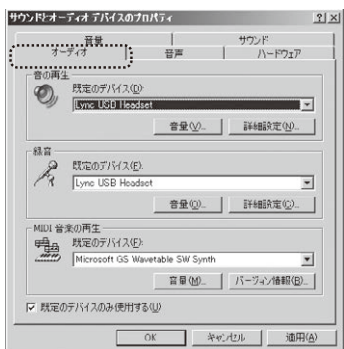 サウンドとオーディオ デバイスのプロパティ
音量 サウンド
オーディオ 音声 ハードウェア
音の再生
既定のデバイス(D):
Lync USB Headset
音量(V)... 詳細設定(N)...
録音
既定のデバイス(E):
Lync USB Headset
音量(O)... 詳細設定(C)...
MIDI 音楽の再生
既定のデバイス(F):
Microsoft GS Wavetable SW Synth
音量(M)... バージョン情報(B)...
既定のデバイスのみ使用する(U)
OK キャンセル 適用(A)